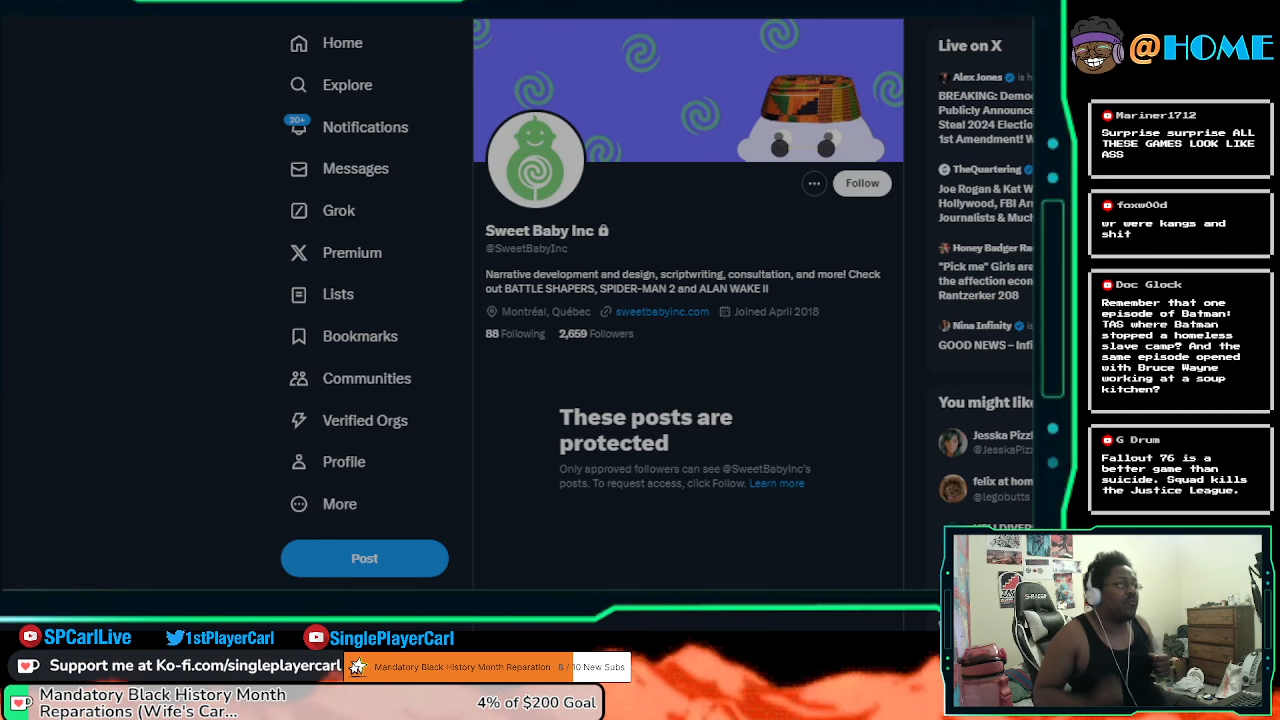 Home
Explore
20+
Notifications
Messages
Grok
Premium
Lists
Bookmarks
Communities
Verified Orgs
Profile
More
Post
Follow
Sweet Baby Inc
@SweetBabyInc
Narrative development and design, scriptwriting, consultation, and more! Check
out BATTLE SHAPERS, SPIDER-MAN 2 and ALAN WAKE II
Montréal, Québec sweetbabyinc.com Joined April 2018
88 Following 2,659 Followers
These posts are
protected
Only approved followers can see @SweetBabyInc's
posts. To request access, click Follow. Learn more
Live on X
Alex Jones is h
BREAKING: Demo
Publicly Announce
Steal 2024 Electio
1st Amendment! W
TheQuartering
Joe Rogan & Kat W
Hollywood, FBI An
Journalists & Much
Honey Badger Ra
"Pick me" Girls are
the affection econ
Rantzerker 208
Nina Infinity is
GOOD NEWS – Infi
You might like
Jesska Pizz
@JesskaPiz
felix at hom
@legobutts
HELLDIVER
@HOME
Mariner1712
Surprise surprise ALL
THESE GAMES LOOK LIKE
ASS
foxw00d
wr were kangs and
shit
Doc Glock
Remember that one
episode of Batman:
TAS where Batman
stopped a homeless
slave camp? And the
same episode opened
with Bruce Wayne
working at a soup
kitchen?
G Drum
Fallout 76 is a
better game than
suicide. Squad kills
the Justice League.
S-RACER
SPCarlLive 1stPlayerCarl SinglePlayerCarl
Support me at Ko-fi.com/singleplayercarl
Mandatory Black History Month Reparation 8 / 10 New Subs
Mandatory Black History Month
Reparations (Wife's Car...
4% of $200 Goal